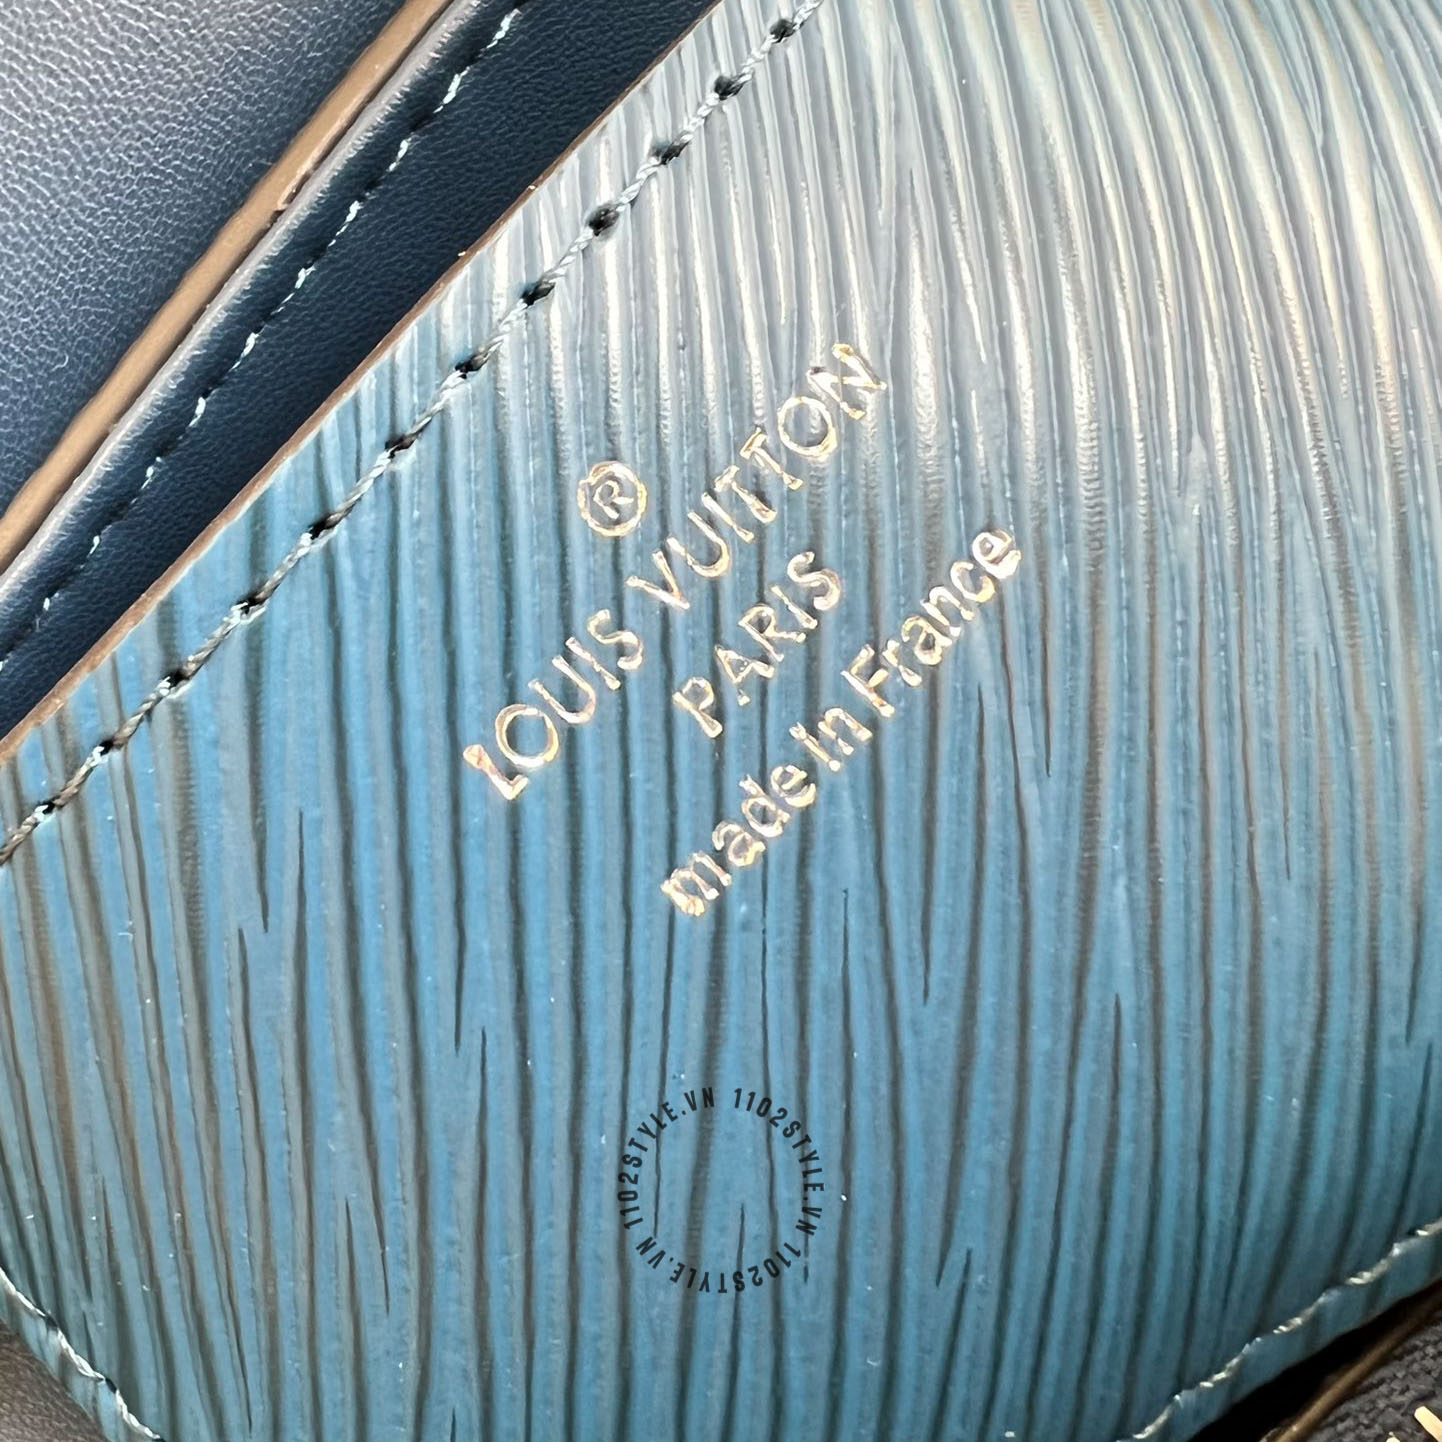 ®
LOUIS VUITTON
PARIS
made in France
1102STYLE.VN 1102STYLE.VN 1102STYLE.VN